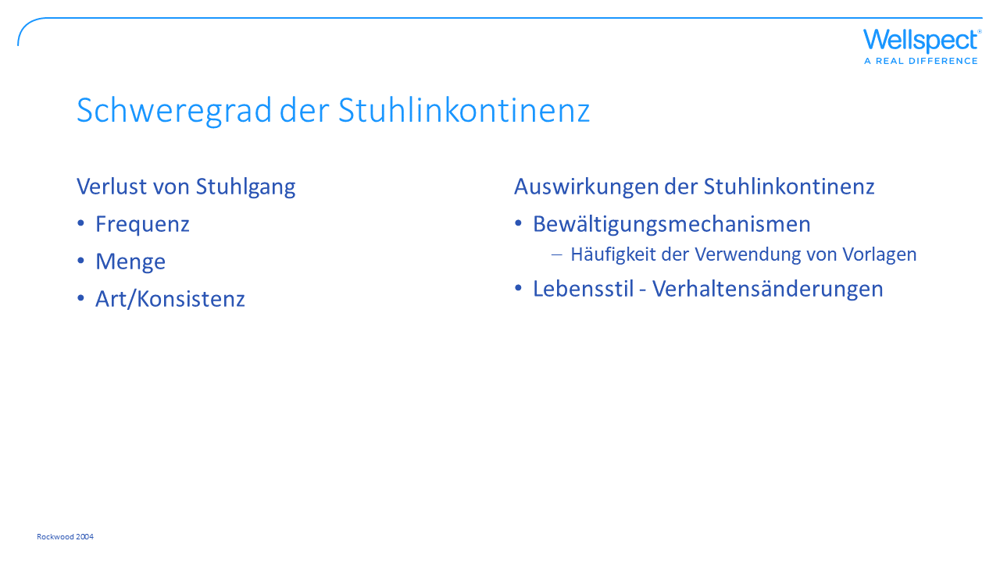 Wellspect®
A REAL DIFFERENCE
Schweregrad der Stuhlinkontinenz
Verlust von Stuhlgang
• Frequenz
• Menge
• Art/Konsistenz
Auswirkungen der Stuhlinkontinenz
• Bewältigungsmechanismen
– Häufigkeit der Verwendung von Vorlagen
• Lebensstil - Verhaltensänderungen
Rockwood 2004